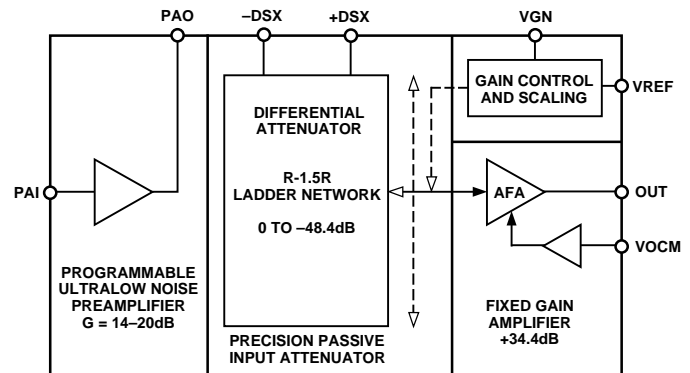 PAO
–DSX
+DSX
VGN
GAIN CONTROL
AND SCALING
VREF
DIFFERENTIAL
ATTENUATOR
R-1.5R
LADDER NETWORK
0 TO –48.4dB
PAI
AFA
OUT
VOCM
PROGRAMMABLE
ULTRALOW NOISE
PREAMPLIFIER
G = 14–20dB
PRECISION PASSIVE
INPUT ATTENUATOR
FIXED GAIN
AMPLIFIER
+34.4dB